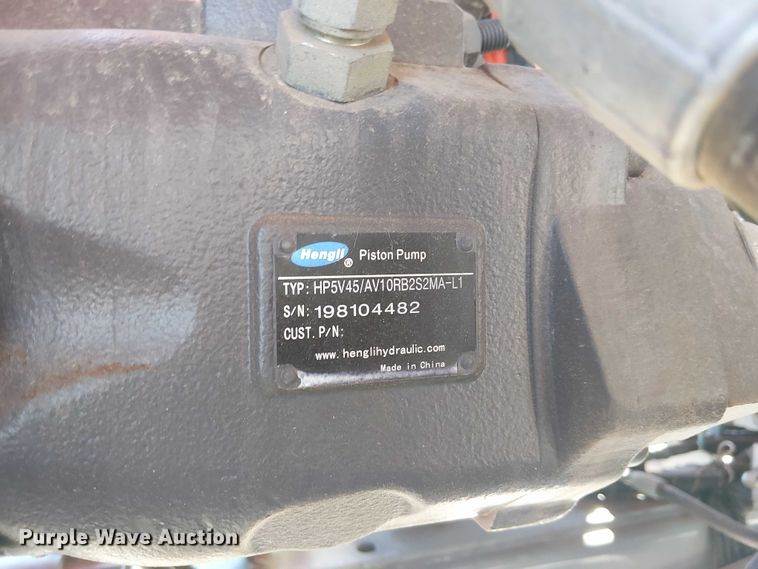 Hengli ® Piston Pump
TYP: HP5V45/AV10RB2S2MA-L1
S/N: 198104482
CUST. P/N:
www.henglihydraulic.com
Made in China
Purple Wave Auction